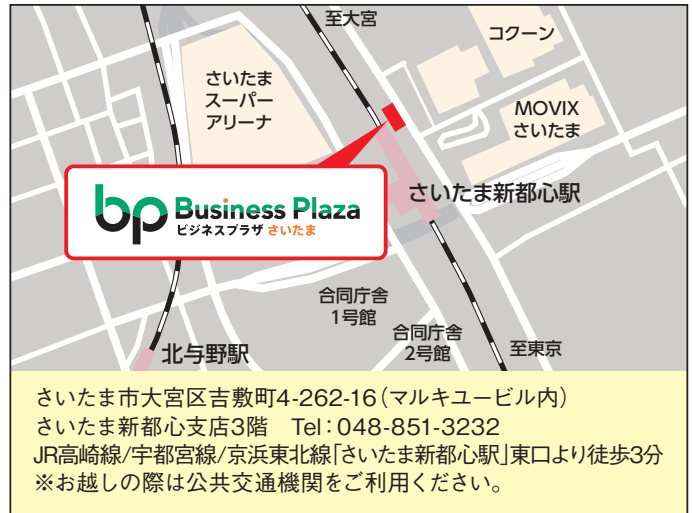 至大宮
コクーン
さいたま
スーパー
アリーナ
MOVIX
さいたま
さいたま新都心駅
bp Business Plaza
ビジネスプラザ さいたま
合同庁舎
1号館
合同庁舎
2号館
至東京
北与野駅
さいたま市大宮区吉敷町4-262-16(マルキユービル内)
さいたま新都心支店3階　Tel:048-851-3232
JR高崎線/宇都宮線/京浜東北線「さいたま新都心駅」東口より徒歩3分
※お越しの際は公共交通機関をご利用ください。